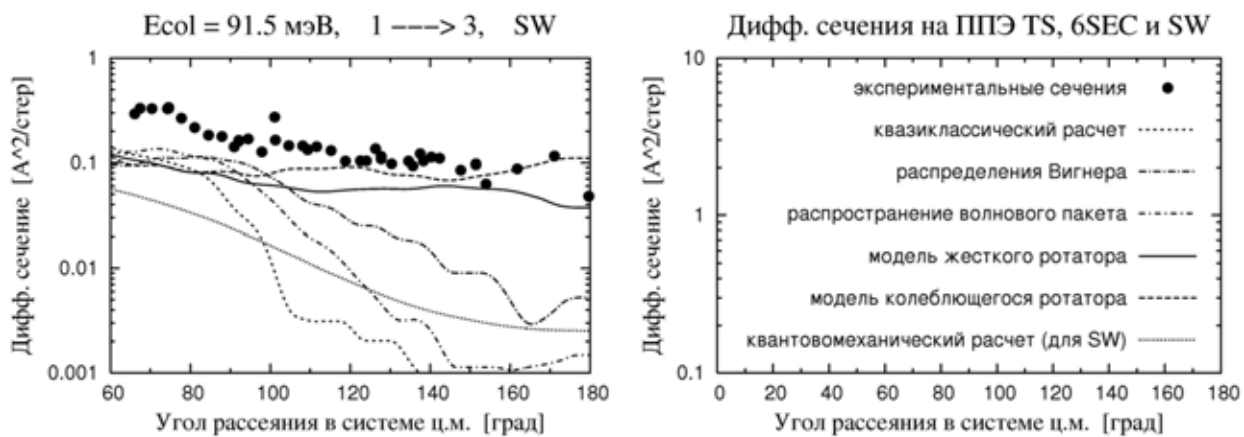 Ecol = 91.5 мэВ, 1 ---> 3, SW
Дифф. сечение [A^2/стер]
1
0.1
0.01
0.001
60 80 100 120 140 160 180
Угол рассеяния в системе ц.м. [град]
Дифф. сечения на ППЭ TS, 6SEC и SW
Дифф. сечение [A^2/стер]
10
1
0.1
экспериментальные сечения
квазиклассический расчет
распределения Вигнера
распространение волнового пакета
модель жесткого ротатора
модель колеблющегося ротатора
квантовомеханический расчет (для SW)
0 20 40 60 80 100 120 140 160 180
Угол рассеяния в системе ц.м. [град]